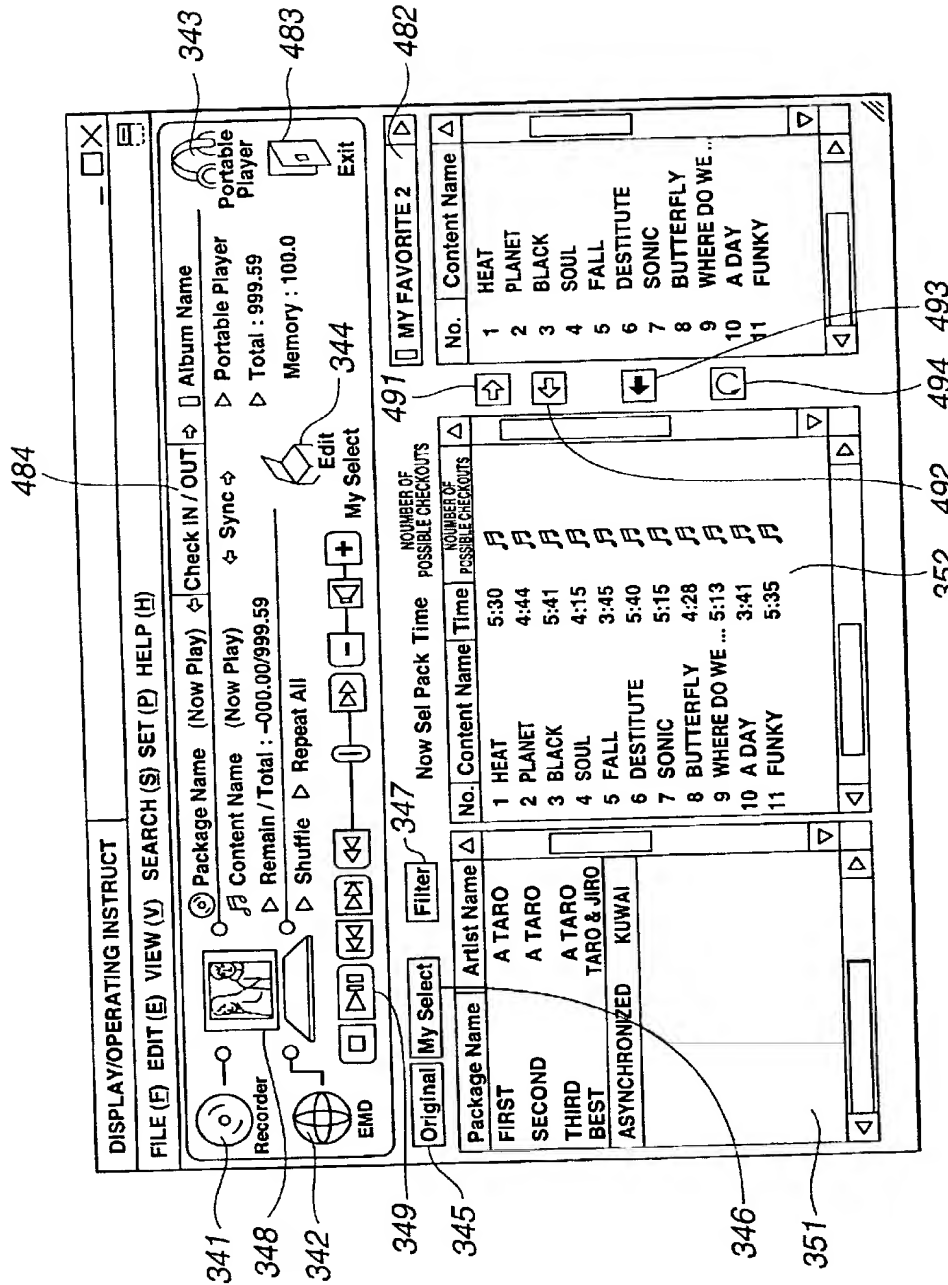 484
DISPLAY/OPERATING INSTRUCT
FILE (F) EDIT (E) VIEW (V) SEARCH (S) SET (P) HELP (H)
341
Recorder
348
342
EMD
349
Package Name (Now Play)
Content Name (Now Play)
Remain / Total : -000.00/999.59
Shuffle Repeat All
Check IN / OUT
Sync
Album Name
Portable Player
Total : 999.59
Memory : 100.0
343
Portable Player
483
Exit
344
Edit
My Select
345
Original My Select Filter
347
Now Sel Pack Time NOUMBER OF POSSIBLE CHECKOUTS
491
MY FAVORITE 2
482
Package Name Artist Name
FIRST A TARO
SECOND A TARO
THIRD A TARO
BEST TARO & JIRO
ASYNCHRONIZED KUWAI
346
351
No. Content Name Time NOUMBER OF POSSIBLE CHECKOUTS
1 HEAT 5:30
2 PLANET 4:44
3 BLACK 5:41
4 SOUL 4:15
5 FALL 3:45
6 DESTITUTE 5:40
7 SONIC 5:15
8 BUTTERFLY 4:28
9 WHERE DO WE ... 5:13
10 A DAY 3:41
11 FUNKY 5:35
352
492
494
493
No. Content Name
1 HEAT
2 PLANET
3 BLACK
4 SOUL
5 FALL
6 DESTITUTE
7 SONIC
8 BUTTERFLY
9 WHERE DO WE ...
10 A DAY
11 FUNKY